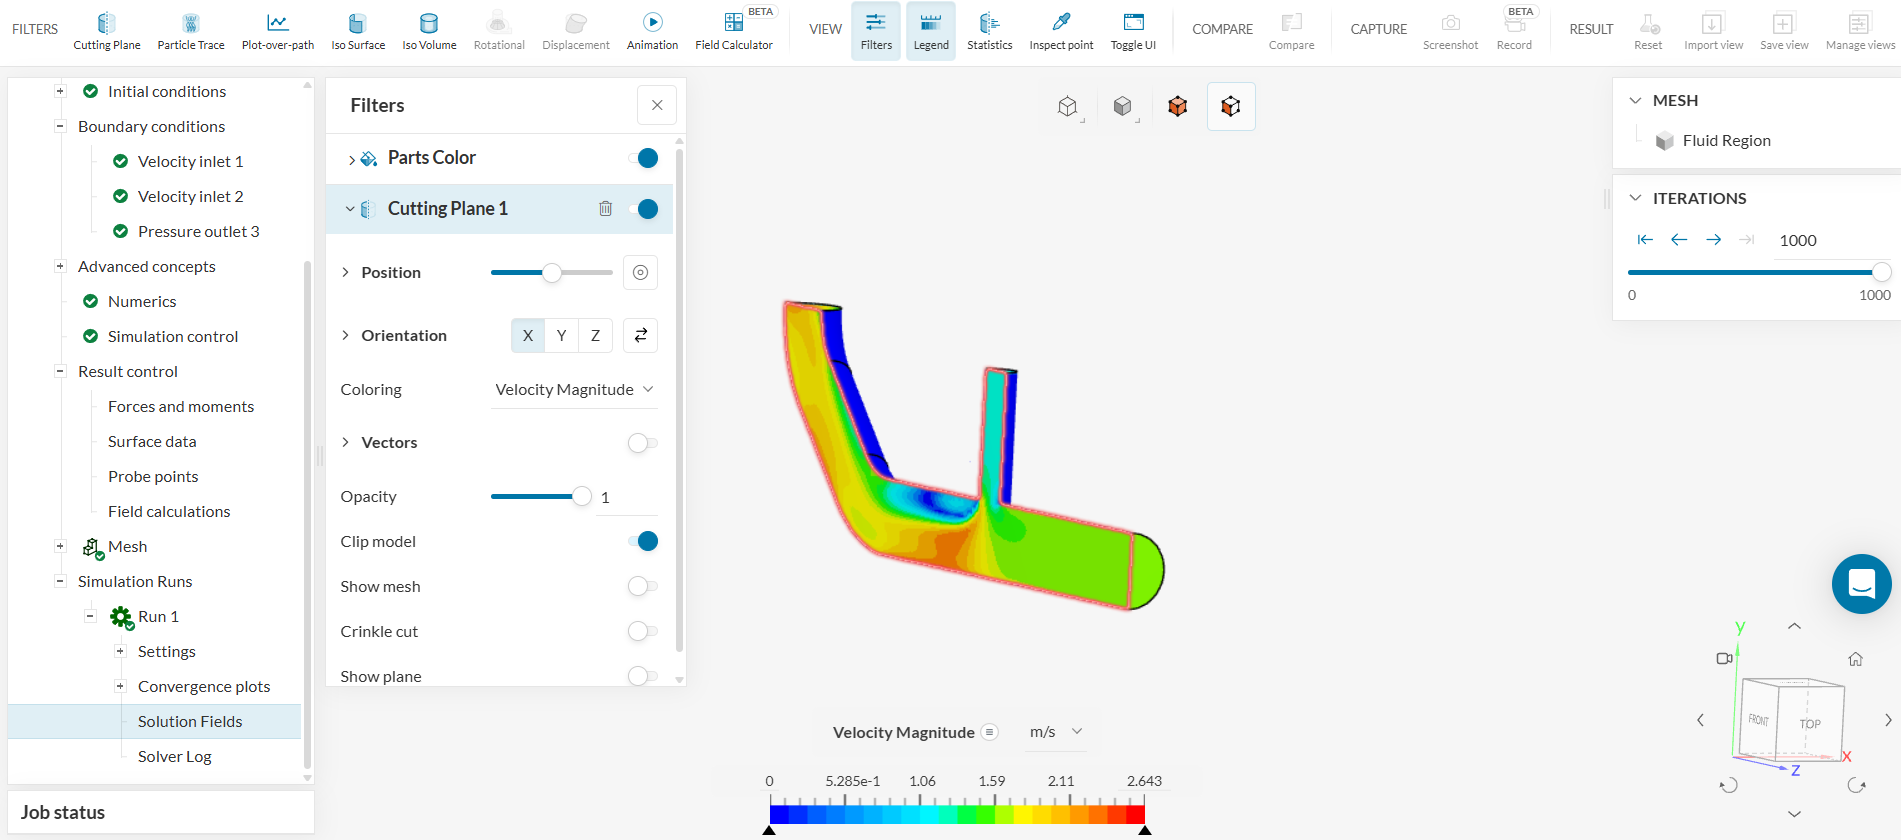 FILTERS
Cutting Plane
Particle Trace
Plot-over-path
Iso Surface
Iso Volume
Rotational
Displacement
Animation
BETA
Field Calculator
VIEW
Filters
Legend
Statistics
Inspect point
Toggle UI
COMPARE
Compare
CAPTURE
Screenshot
BETA
Record
RESULT
Reset
Import view
Save view
Manage views
Initial conditions
Boundary conditions
Velocity inlet 1
Velocity inlet 2
Pressure outlet 3
Advanced concepts
Numerics
Simulation control
Result control
Forces and moments
Surface data
Probe points
Field calculations
Mesh
Simulation Runs
Run 1
Settings
Convergence plots
Solution Fields
Solver Log
Job status
Filters
Parts Color
Cutting Plane 1
Position
Orientation X Y Z
Coloring Velocity Magnitude
Vectors
Opacity 1
Clip model
Show mesh
Crinkle cut
Show plane
Velocity Magnitude m/s
0 5.285e-1 1.06 1.59 2.11 2.643
MESH
Fluid Region
ITERATIONS
1000
0 1000
y
FRONT
TOP
X
Z